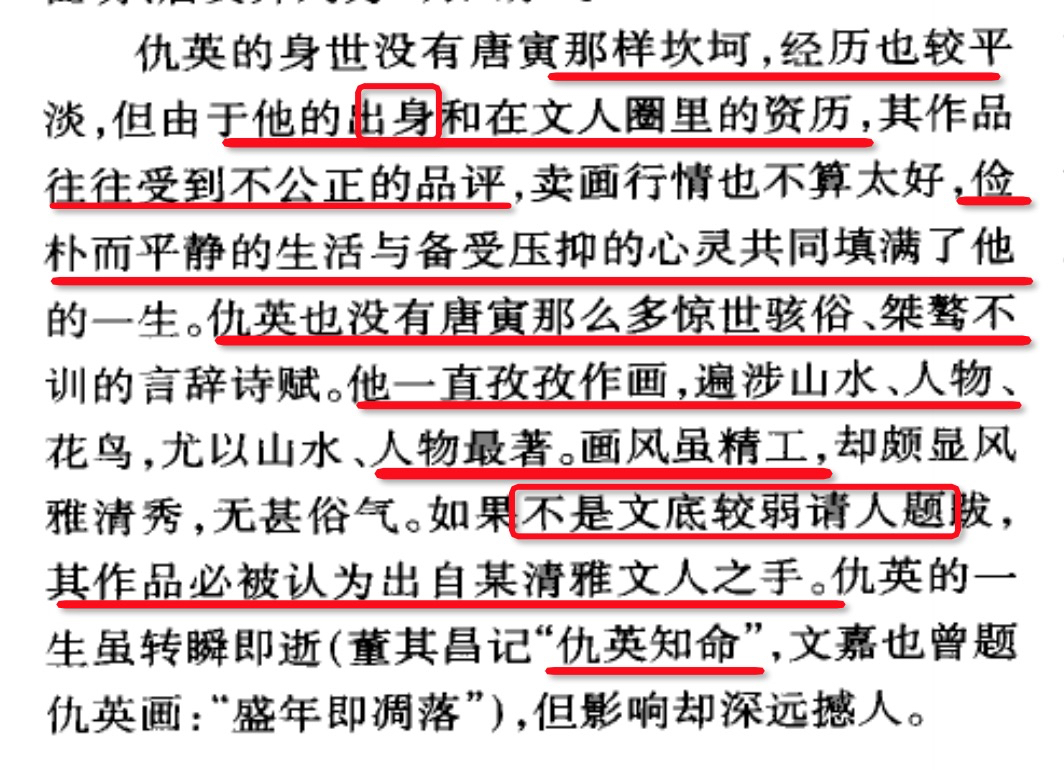 仇英的身世没有唐寅那样坎坷,经历也较平
淡,但由于他的出身和在文人圈里的资历,其作品
往往受到不公正的品评,卖画行情也不算太好,俭
朴而平静的生活与备受压抑的心灵共同填满了他
的一生。仇英也没有唐寅那么多惊世骇俗、桀骜不
训的言辞诗赋。他一直孜孜作画,遍涉山水、人物、
花鸟,尤以山水、人物最著。画风虽精工,却颇显风
雅清秀,无甚俗气。如果不是文底较弱请人题跋,
其作品必被认为出自某清雅文人之手。仇英的一
生虽转瞬即逝(董其昌记“仇英知命”,文嘉也曾题
仇英画:“盛年即凋落”),但影响却深远撼人。